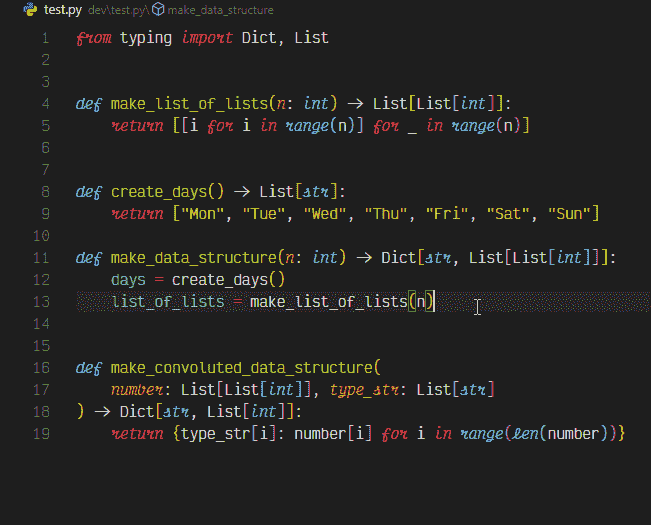 test.py dev\test.py\ make_data_structure
1 from typing import Dict, List
2
3
4 def make_list_of_lists(n: int) → List[List[int]]:
5 return [[i for i in range(n)] for _ in range(n)]
6
7
8 def create_days() → List[str]:
9 return ["Mon", "Tue", "Wed", "Thu", "Fri", "Sat", "Sun"]
10
11 def make_data_structure(n: int) → Dict[str, List[List[int]]]:
12 days = create_days()
13 list_of_lists = make_list_of_lists(n)
14
15
16 def make_convoluted_data_structure(
17 number: List[List[int]], type_str: List[str]
18 ) → Dict[str, List[int]]:
19 return {type_str[i]: number[i] for i in range(len(number))}